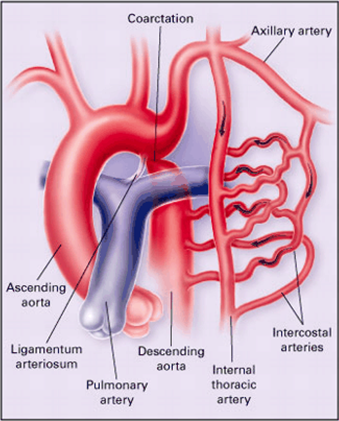 Coarctation
Axillary artery
Ascending
aorta
Ligamentum
arteriosum
Pulmonary
artery
Descending
aorta
Internal
thoracic
artery
Intercostal
arteries